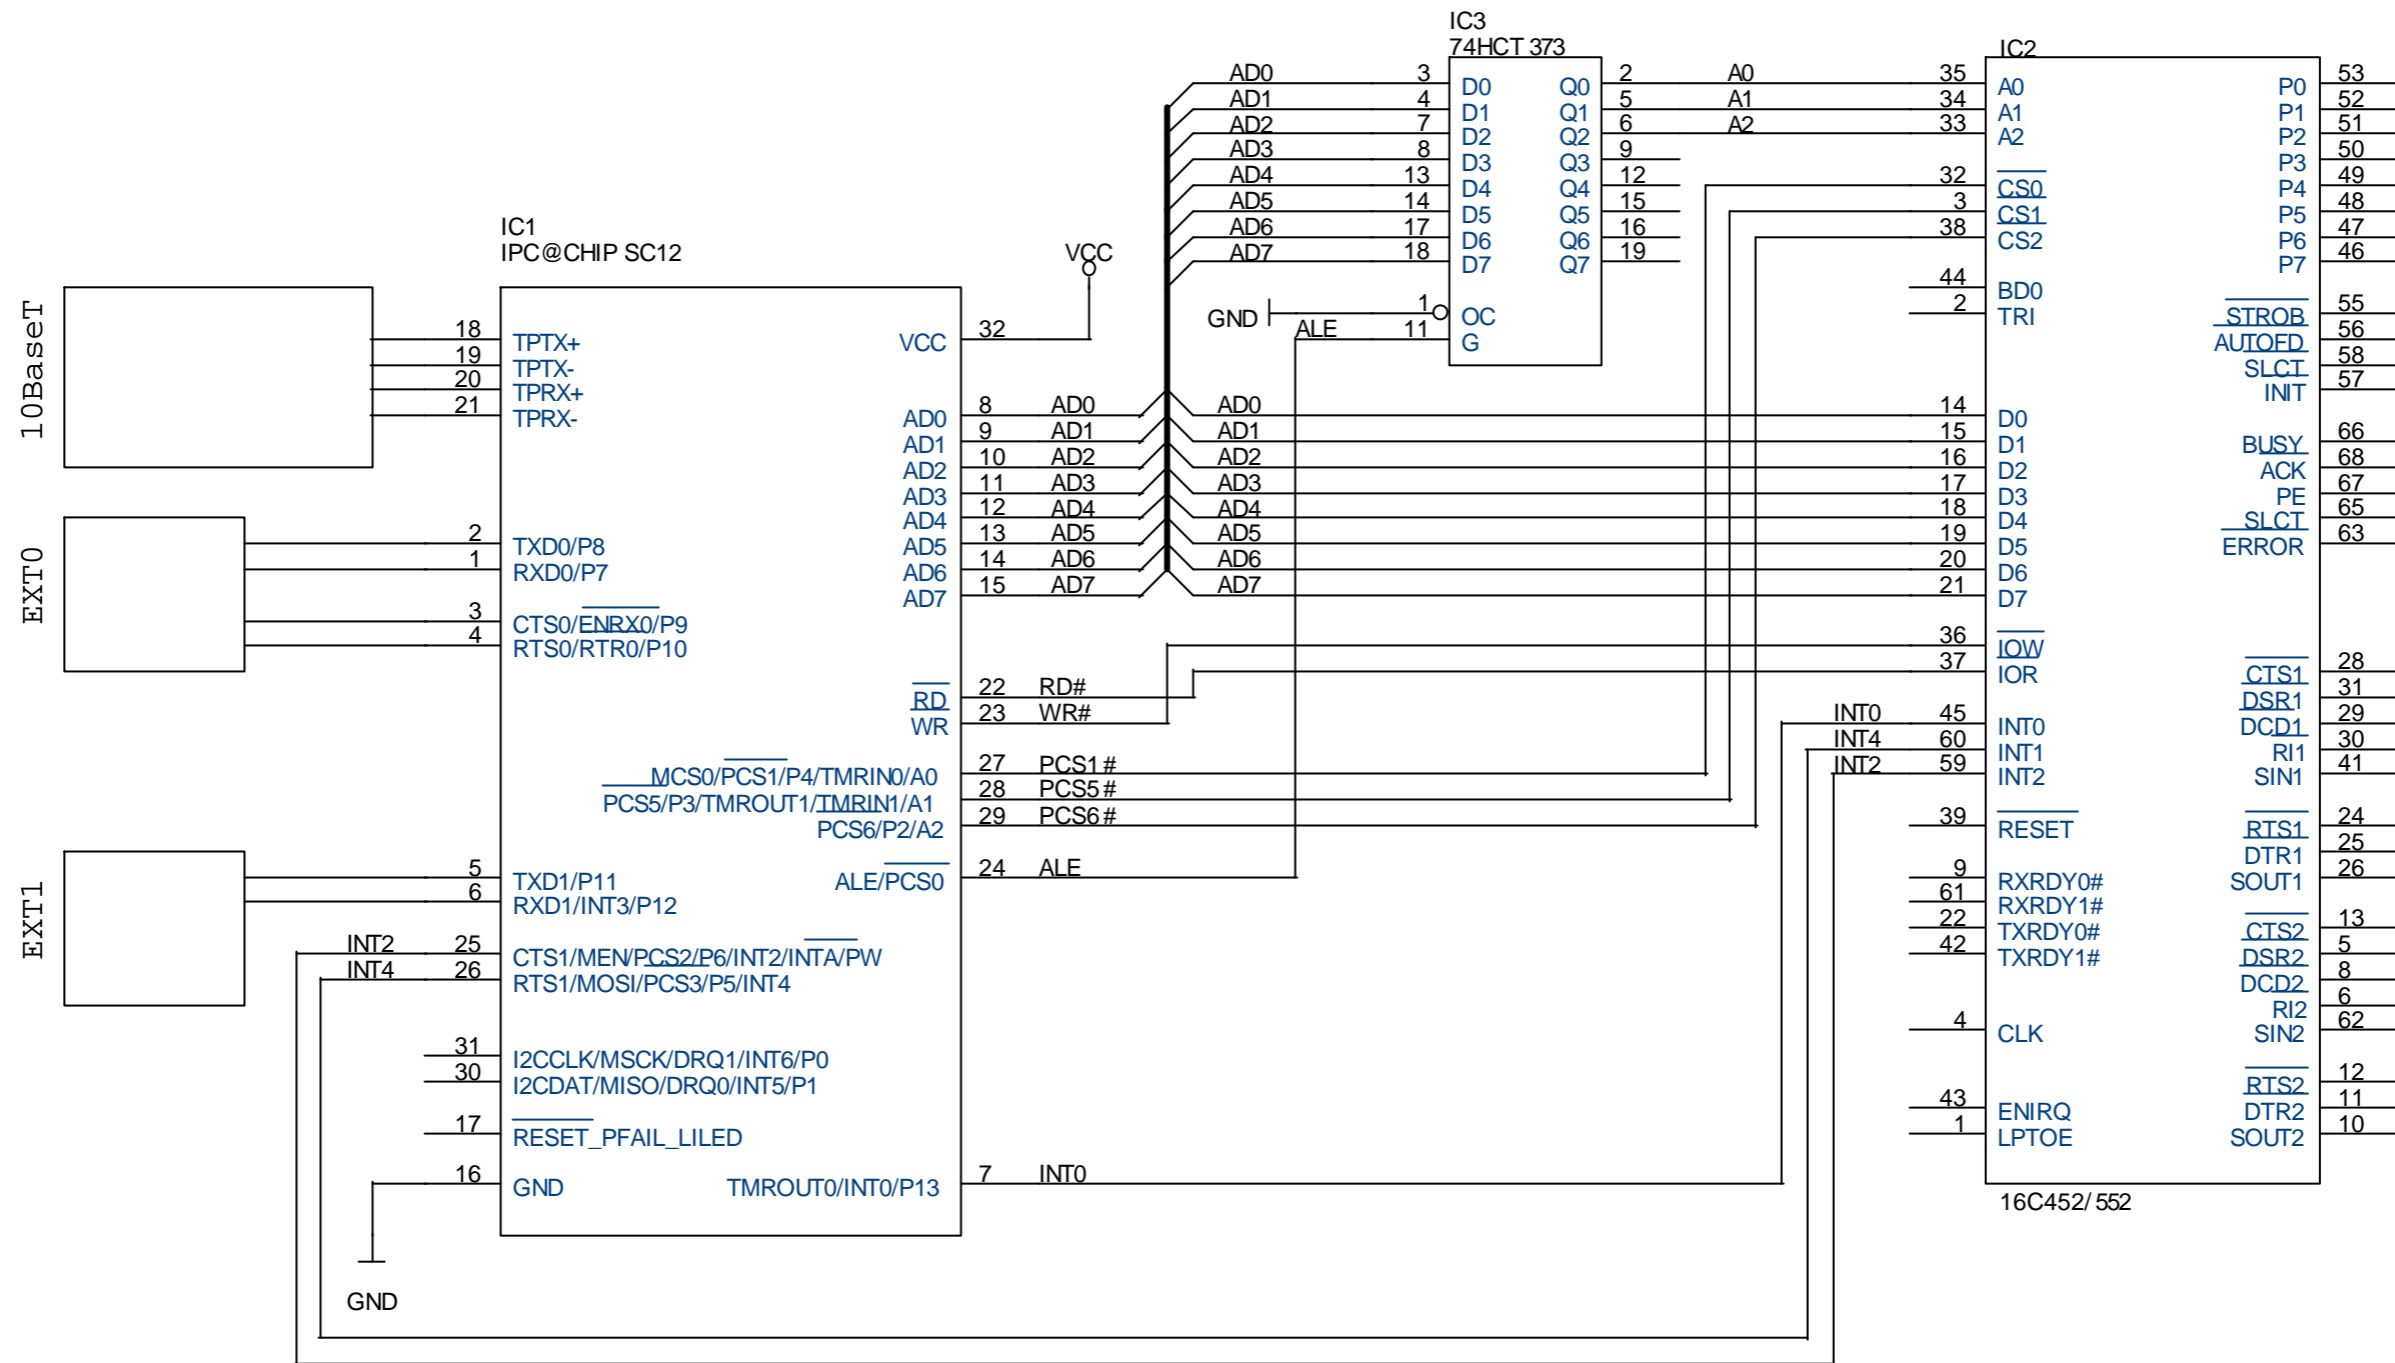 IC3
74HCT 373
AD0 3 D0 Q0 2 A0
AD1 4 D1 Q1 5 A1
AD2 7 D2 Q2 6 A2
AD3 8 D3 Q3 9
AD4 13 D4 Q4 12
AD5 14 D5 Q5 15
AD6 17 D6 Q6 16
AD7 18 D7 Q7 19
GND 1 OC
ALE 11 G
IC2
35 A0 P0 53
34 A1 P1 52
33 A2 P2 51
P3 50
32 CS0 P4 49
3 CS1 P5 48
38 CS2 P6 47
P7 46
44 BD0
2 TRI STROB 55
AUTOFD 56
SLCT 58
INIT 57
14 D0
15 D1 BUSY 66
16 D2 ACK 68
17 D3 PE 67
18 D4 SLCT 65
19 D5 ERROR 63
20 D6
21 D7
36 IOW
37 IOR CTS1 28
DSR1 31
INT0 45 INT0 DCD1 29
INT4 60 INT1 RI1 30
INT2 59 INT2 SIN1 41
39 RESET RTS1 24
DTR1 25
9 RXRDY0# SOUT1 26
61 RXRDY1#
22 TXRDY0# CTS2 13
42 TXRDY1# DSR2 5
DCD2 8
RI2 6
4 CLK SIN2 62
RTS2 12
43 ENIRQ DTR2 11
1 LPTOE SOUT2 10
16C452/552
IC1
IPC@CHIP SC12
VCC
10BaseT
18 TPTX+ VCC 32
19 TPTX-
20 TPRX+
21 TPRX-
AD0 8 AD0 AD0
AD1 9 AD1 AD1
AD2 10 AD2 AD2
AD3 11 AD3 AD3
AD4 12 AD4 AD4
AD5 13 AD5 AD5
AD6 14 AD6 AD6
AD7 15 AD7 AD7
EXT0
2 TXD0/P8
1 RXD0/P7
3 CTS0/ENRX0/P9
4 RTS0/RTR0/P10
RD 22 RD#
WR 23 WR#
MCS0/PCS1/P4/TMRIN0/A0 27 PCS1#
PCS5/P3/TMROUT1/TMRIN1/A1 28 PCS5#
PCS6/P2/A2 29 PCS6#
ALE/PCS0 24 ALE
EXT1
5 TXD1/P11
6 RXD1/INT3/P12
INT2 25 CTS1/MEN/PCS2/P6/INT2/INTA/PW
INT4 26 RTS1/MOSI/PCS3/P5/INT4
31 I2CCLK/MSCK/DRQ1/INT6/P0
30 I2CDAT/MISO/DRQ0/INT5/P1
17 RESET_PFAIL_LILED
16 GND TMROUT0/INT0/P13 7 INT0
GND